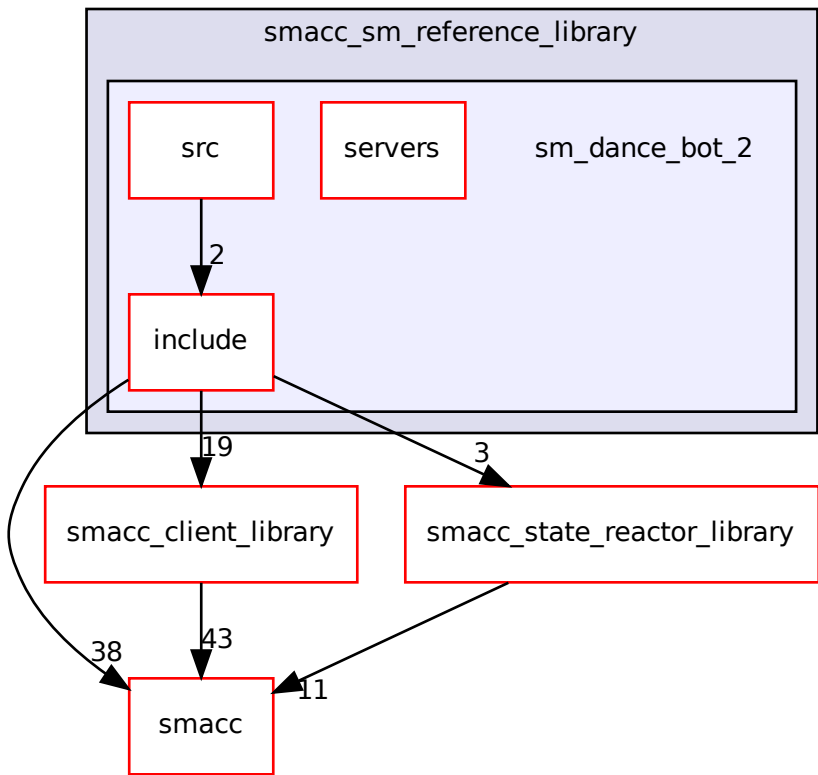 smacc_sm_reference_library
src
servers
sm_dance_bot_2
2
include
19
3
smacc_client_library
smacc_state_reactor_library
38
43
11
smacc